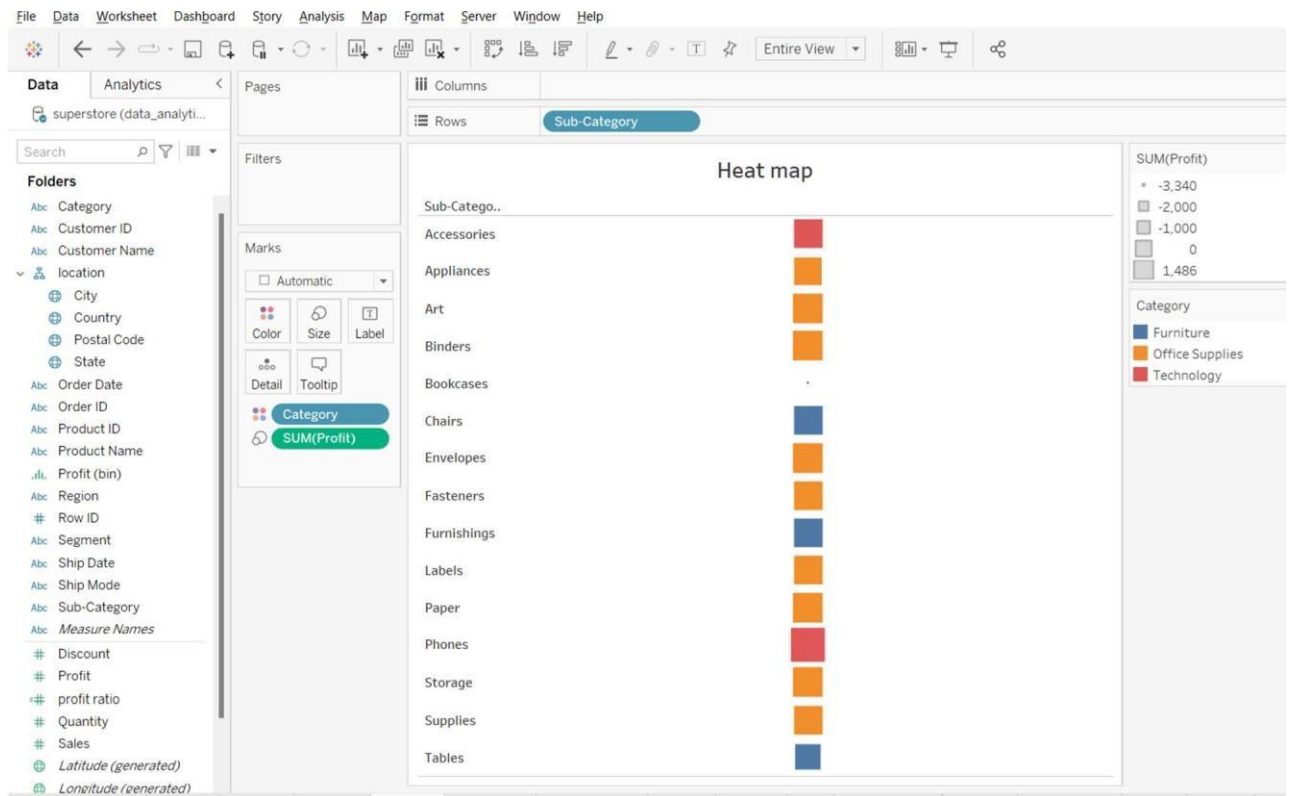 File Data Worksheet Dashboard Story Analysis Map Format Server Window Help
Entire View
Data Analytics
superstore (data_analyti...
Search
Folders
Abc Category
Abc Customer ID
Abc Customer Name
location
City
Country
Postal Code
State
Abc Order Date
Abc Order ID
Abc Product ID
Abc Product Name
Profit (bin)
Abc Region
# Row ID
Abc Segment
Abc Ship Date
Abc Ship Mode
Abc Sub-Category
Abc Measure Names
# Discount
# Profit
=# profit ratio
# Quantity
# Sales
Latitude (generated)
Longitude (generated)
Pages
Filters
Marks
Automatic
Color Size Label
Detail Tooltip
Category
SUM(Profit)
Columns
Rows Sub-Category
Heat map
Sub-Catego..
Accessories
Appliances
Art
Binders
Bookcases
Chairs
Envelopes
Fasteners
Furnishings
Labels
Paper
Phones
Storage
Supplies
Tables
SUM(Profit)
-3,340
-2,000
-1,000
0
1,486
Category
Furniture
Office Supplies
Technology